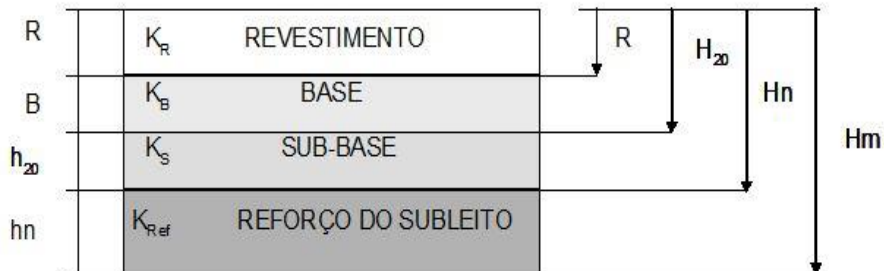 R K_R REVESTIMENTO R
H_20
B K_B BASE Hn
Hm
h_20 K_S SUB-BASE
hn K_Ref REFORÇO DO SUBLEITO